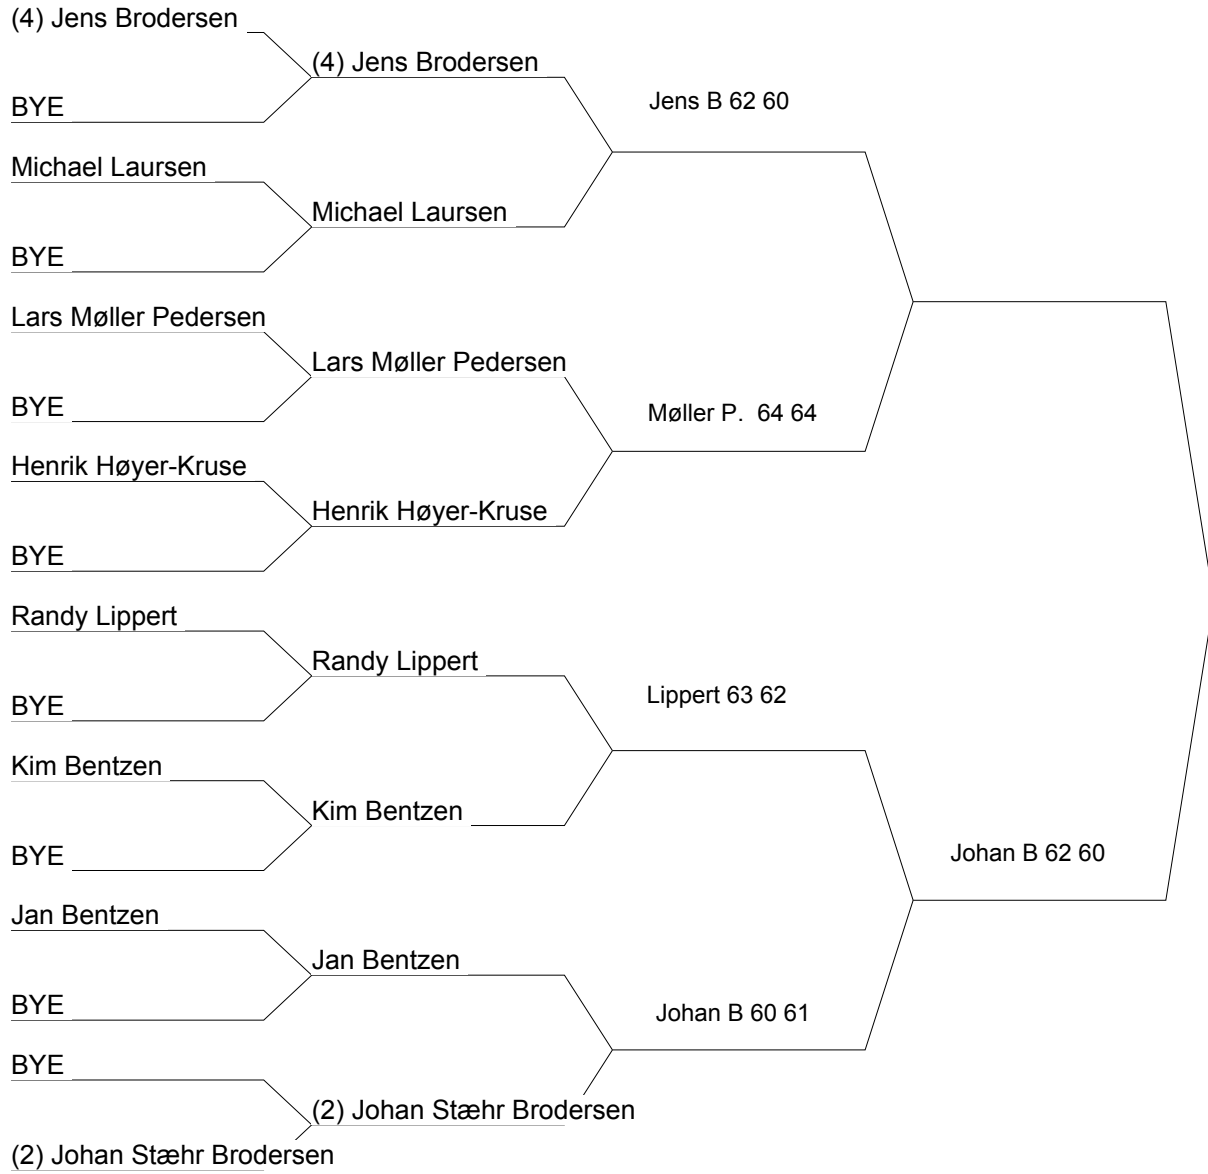 (4) Jens Brodersen
(4) Jens Brodersen
Jens B 62 60
BYE
Michael Laursen
Michael Laursen
BYE
Lars Møller Pedersen
Lars Møller Pedersen
BYE
Møller P.  64 64
Henrik Høyer-Kruse
Henrik Høyer-Kruse
BYE
Randy Lippert
Randy Lippert
Lippert 63 62
BYE
Kim Bentzen
Kim Bentzen
BYE
Johan B 62 60
Jan Bentzen
Jan Bentzen
BYE
Johan B 60 61
BYE
(2) Johan Stæhr Brodersen
(2) Johan Stæhr Brodersen